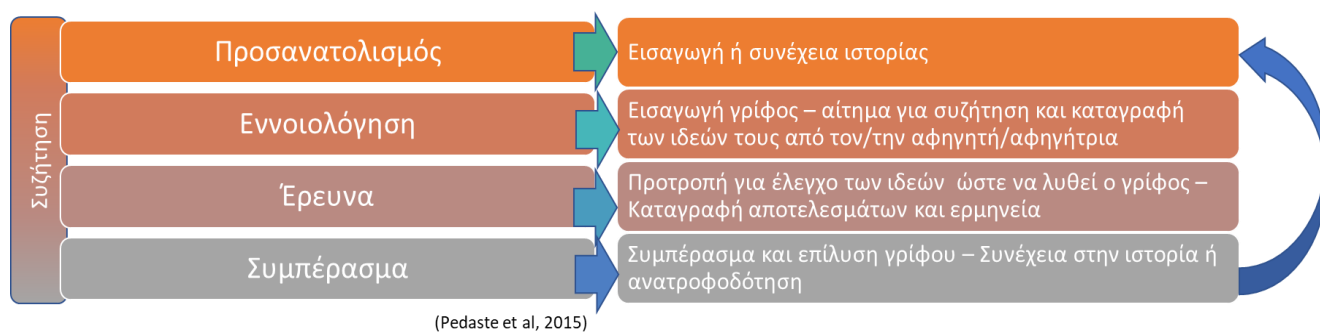 Συζήτηση
Προσανατολισμός
Εισαγωγή ή συνέχεια ιστορίας
Εννοιολόγηση
Εισαγωγή γρίφος – αίτημα για συζήτηση και καταγραφή
των ιδεών τους από τον/την αφηγητή/αφηγήτρια
Έρευνα
Προτροπή για έλεγχο των ιδεών ώστε να λυθεί ο γρίφος –
Καταγραφή αποτελεσμάτων και ερμηνεία
Συμπέρασμα
Συμπέρασμα και επίλυση γρίφου – Συνέχεια στην ιστορία ή
ανατροφοδότηση
(Pedaste et al, 2015)